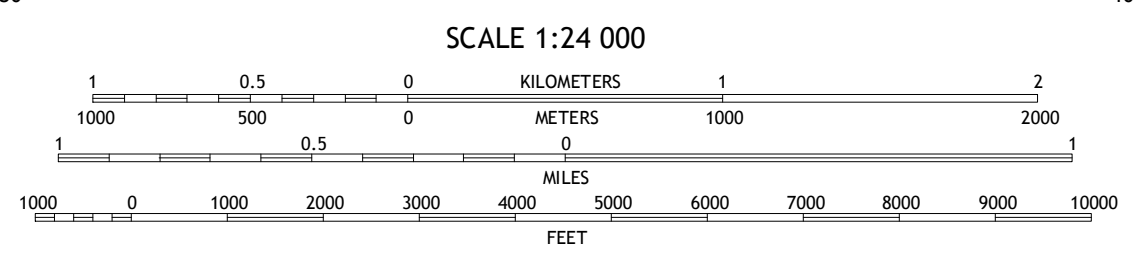 SCALE 1:24 000
1 0.5 0 KILOMETERS 1 2
1000 500 0 METERS 1000 2000
1 0.5 0 1
MILES
1000 0 1000 2000 3000 4000 5000 6000 7000 8000 9000 10000
FEET